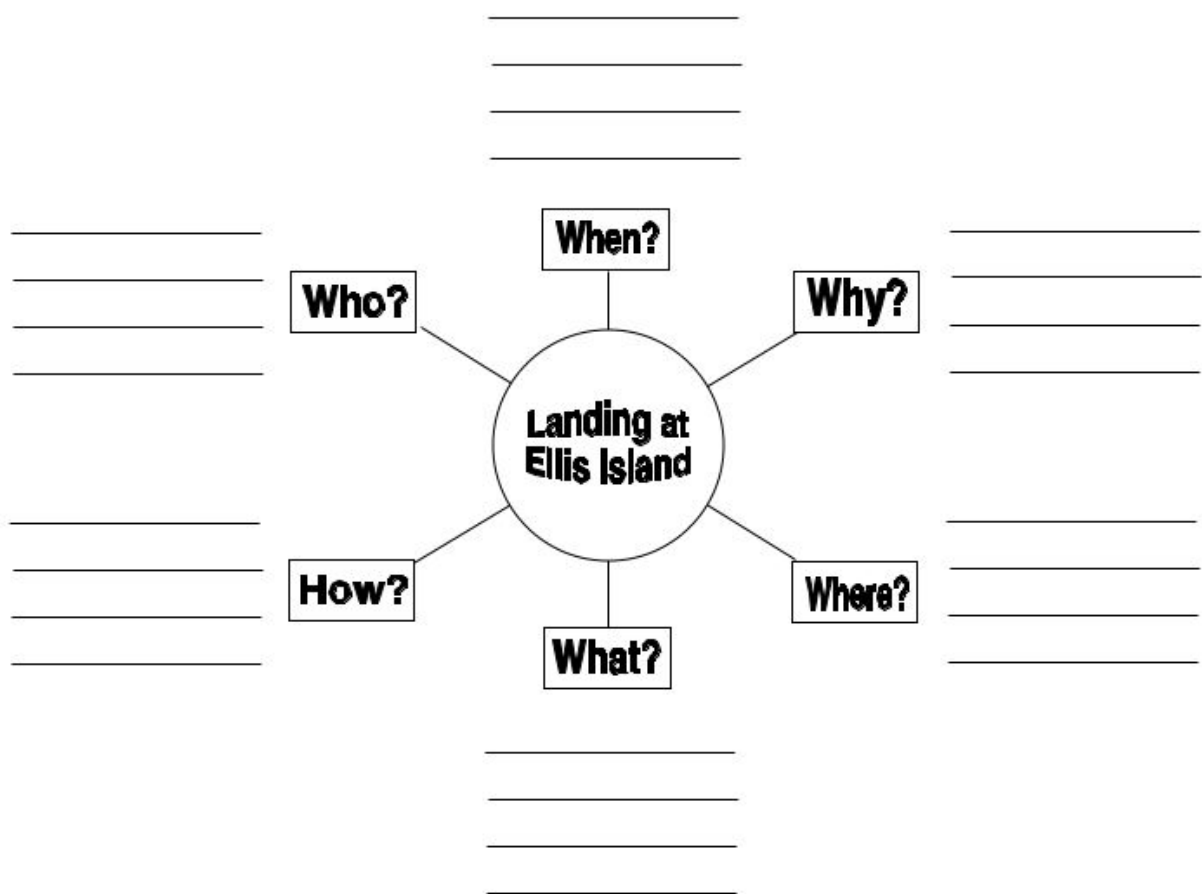 When?
Who?
Why?
Landing at
Ellis Island
How?
Where?
What?